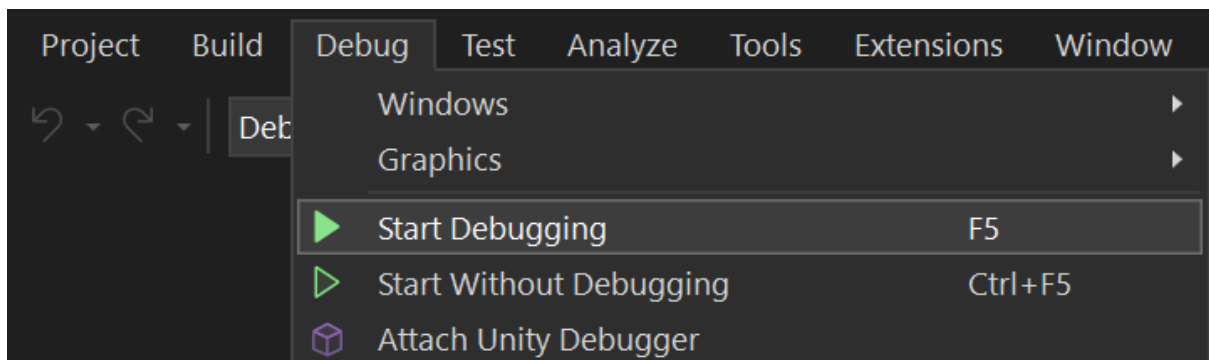 Project Build Debug Test Analyze Tools Extensions Window
Windows
Deb
Graphics
Start Debugging F5
Start Without Debugging Ctrl+F5
Attach Unity Debugger